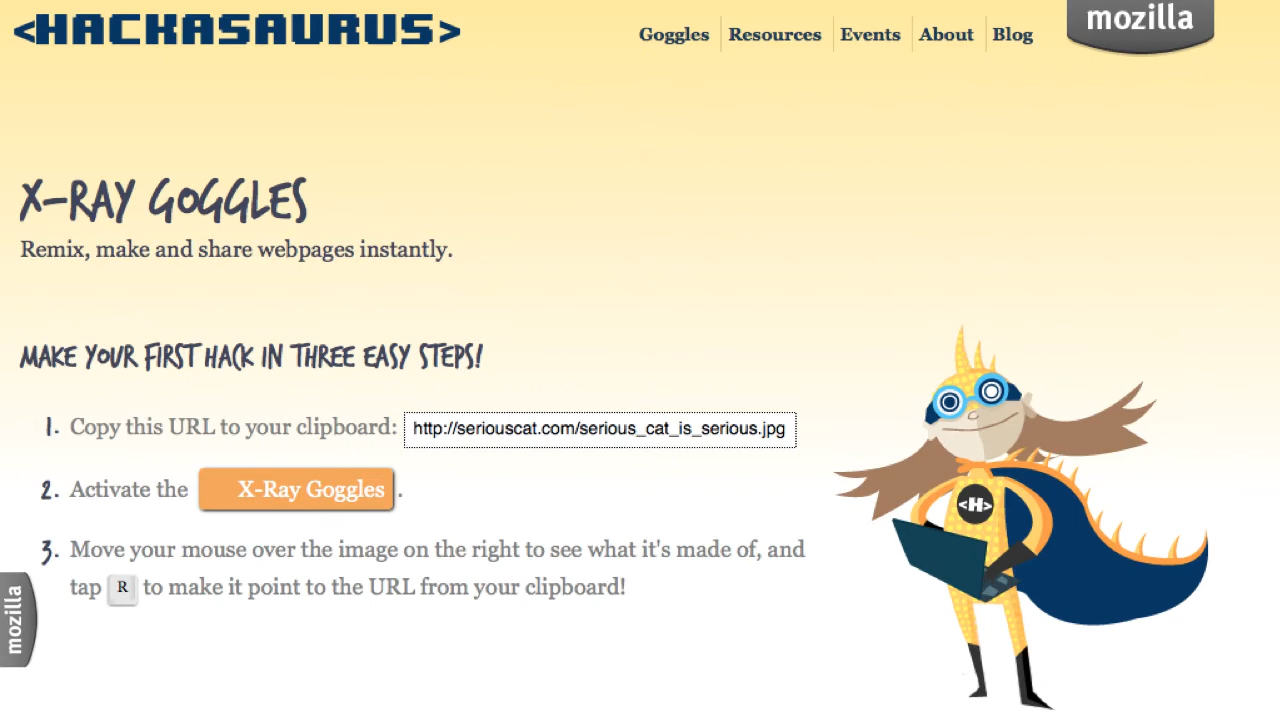 <HACKASAURUS>
Goggles Resources Events About Blog
mozilla
X-RAY GOGGLES
Remix, make and share webpages instantly.
MAKE YOUR FIRST HACK IN THREE EASY STEPS!
1. Copy this URL to your clipboard: http://seriouscat.com/serious_cat_is_serious.jpg
2. Activate the X-Ray Goggles .
3. Move your mouse over the image on the right to see what it's made of, and
tap R to make it point to the URL from your clipboard!
mozilla
<H>